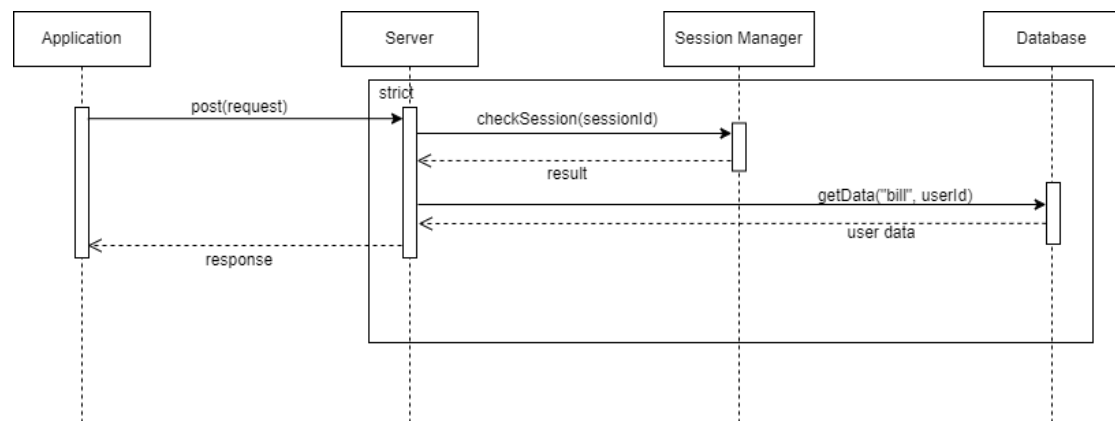 Application
Server
Session Manager
Database
strict
post(request)
checkSession(sessionId)
result
getData("bill", userId)
user data
response